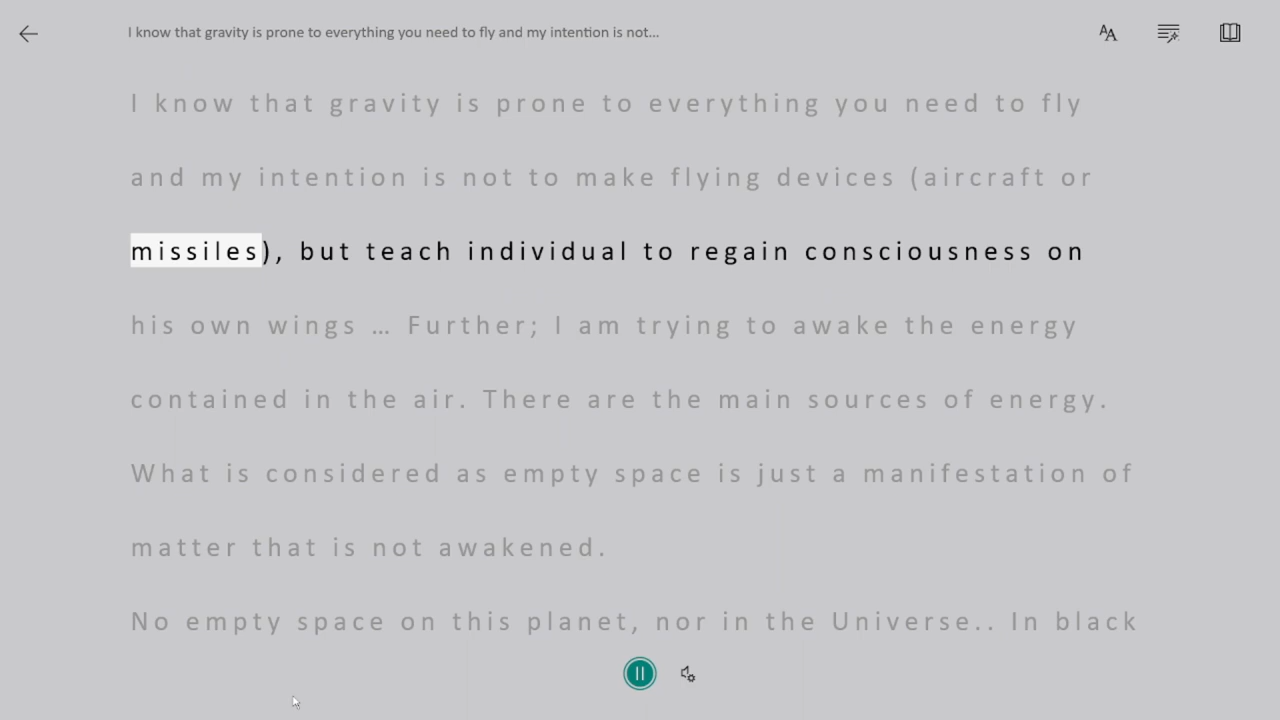 I know that gravity is prone to everything you need to fly and my intention is not...
AA
I know that gravity is prone to everything you need to fly
and my intention is not to make flying devices (aircraft or
missiles), but teach individual to regain consciousness on
his own wings … Further; I am trying to awake the energy
contained in the air. There are the main sources of energy.
What is considered as empty space is just a manifestation of
matter that is not awakened.
No empty space on this planet, nor in the Universe.. In black